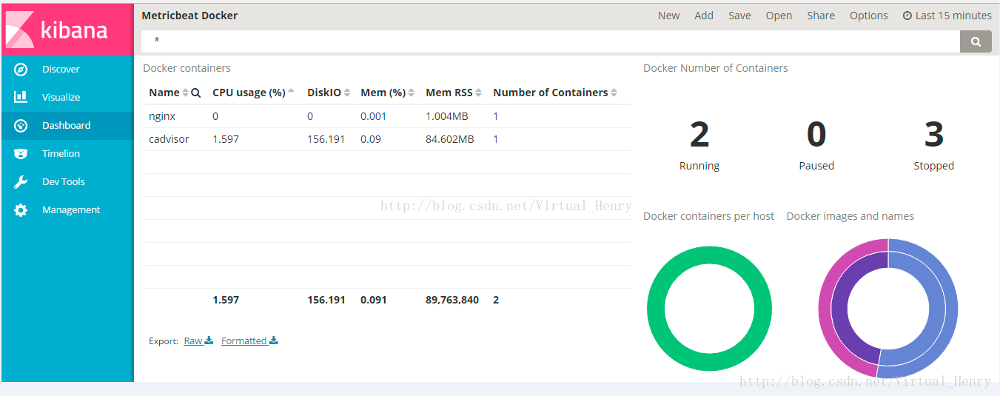 kibana
Metricbeat Docker
New Add Save Open Share Options Last 15 minutes
*
Discover
Visualize
Dashboard
Timelion
Dev Tools
Management
Docker containers
Name CPU usage (%) DiskIO Mem (%) Mem RSS Number of Containers
nginx 0 0 0.001 1.004MB 1
cadvisor 1.597 156.191 0.09 84.602MB 1
1.597 156.191 0.091 89,763,840 2
Export: Raw Formatted
Docker Number of Containers
2 0 3
Running Paused Stopped
Docker containers per host Docker images and names
http://blog.csdn.net/Virtual_Henry
http://blog.csdn.net/Virtual_Henry